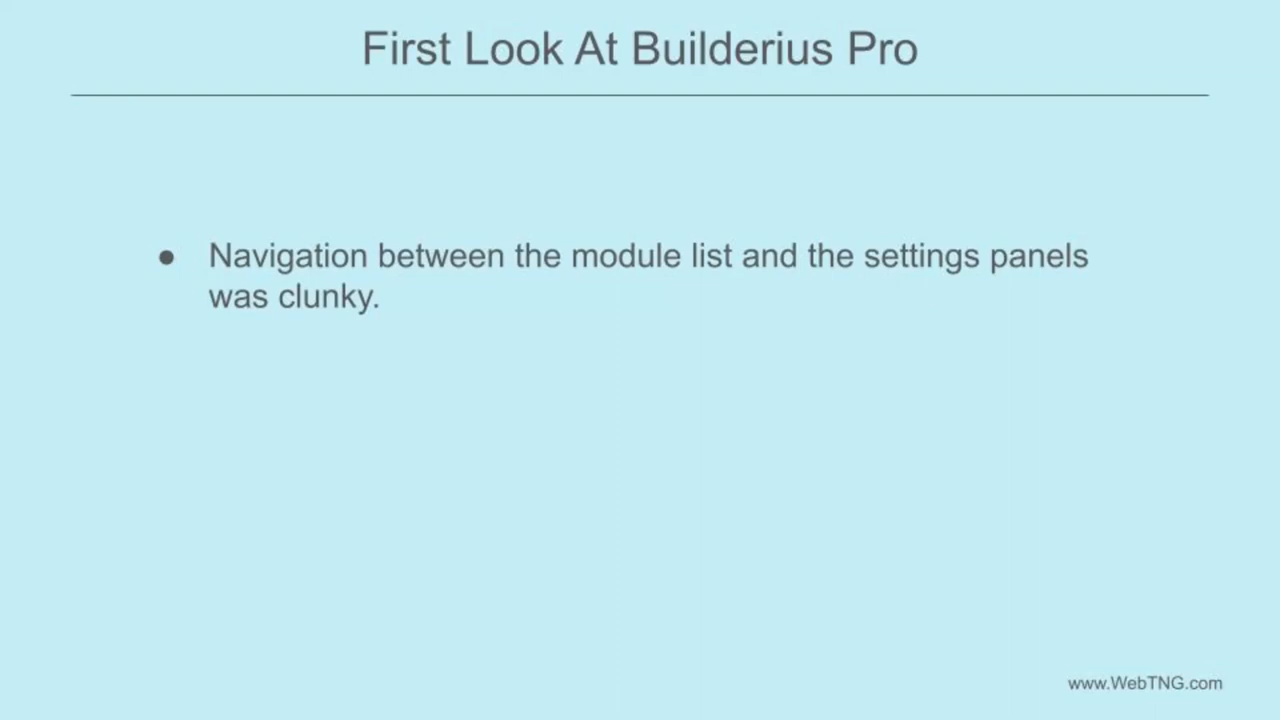 First Look At Builderius Pro
● Navigation between the module list and the settings panels
was clunky.
www.WebTNG.com